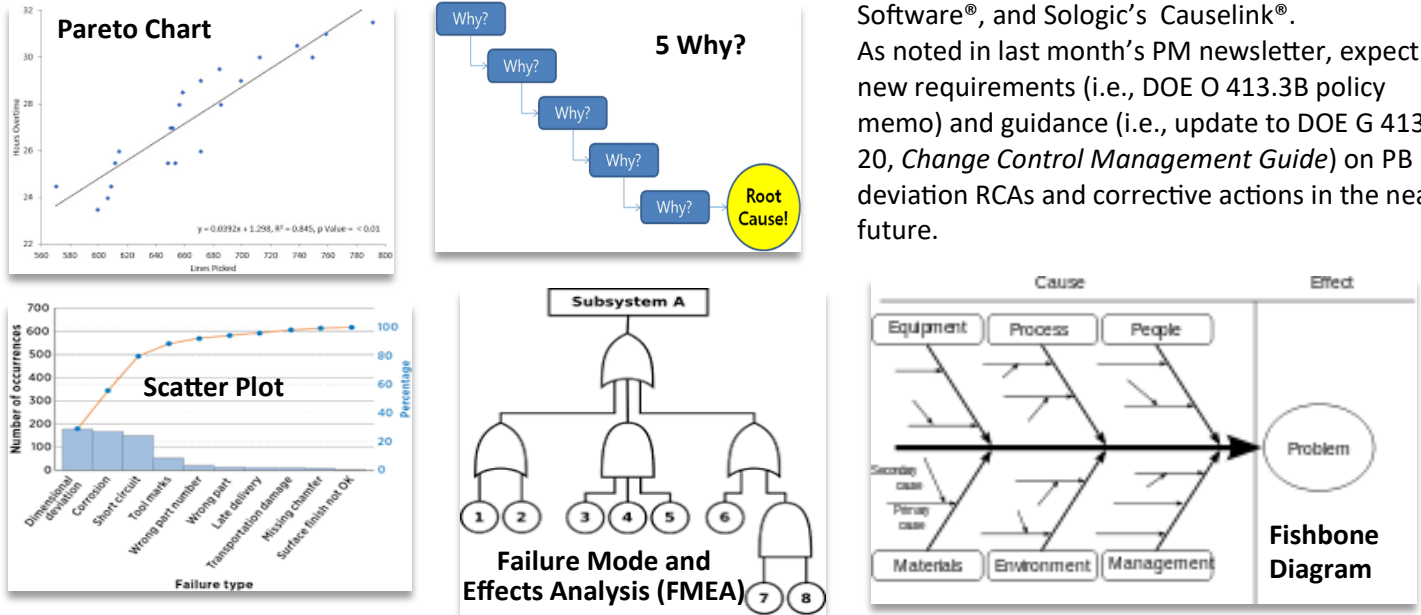 Software®, and Sologic's Causelink®.
As noted in last month's PM newsletter, expect
new requirements (i.e., DOE O 413.3B policy
memo) and guidance (i.e., update to DOE G 413
20, Change Control Management Guide) on PB
deviation RCAs and corrective actions in the nea
future.
Pareto Chart
32
30
28
26
24
22
Hours Overtime
y = 0.0392x + 1.298, R² = 0.845, p Value = < 0.01
560 580 600 620 640 660 680 700 720 740 760 780 800
Lines Picked
5 Why?
Why?
Why?
Why?
Why?
Why?
Root
Cause!
Scatter Plot
Number of occurrences
700
600
500
400
300
200
100
0
100
80
60
40
20
0
Percentage
Dimensional
deviation
Corrosion
Short circuit
Tool marks
Wrong part number
Wrong part
Late delivery
Transportation damage
Missing chamfer
Surface finish not OK
Failure type
Subsystem A
1 2 3 4 5 6
7 8
Failure Mode and
Effects Analysis (FMEA)
Cause Effect
Equipment Process People
Problem
Secondary
cause
Primary
cause
Materials Environment Management
Fishbone
Diagram